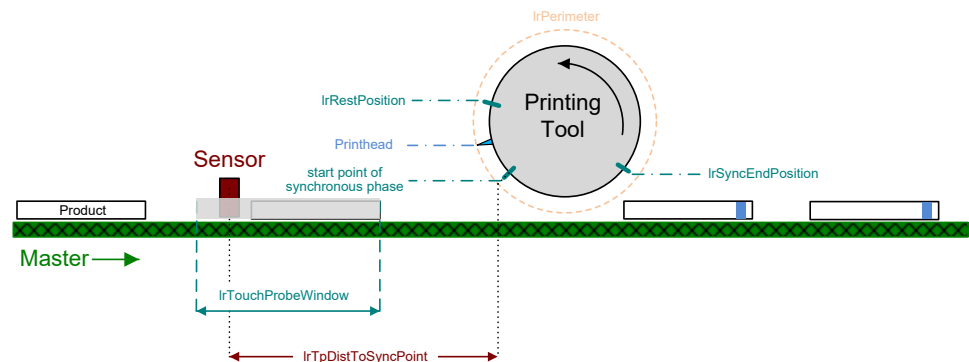 lrPerimeter
lrRestPosition
Printing
Tool
Printhead
Sensor
start point of
synchronous phase
lrSyncEndPosition
Product
Master
lrTouchProbeWindow
lrTpDistToSyncPoint